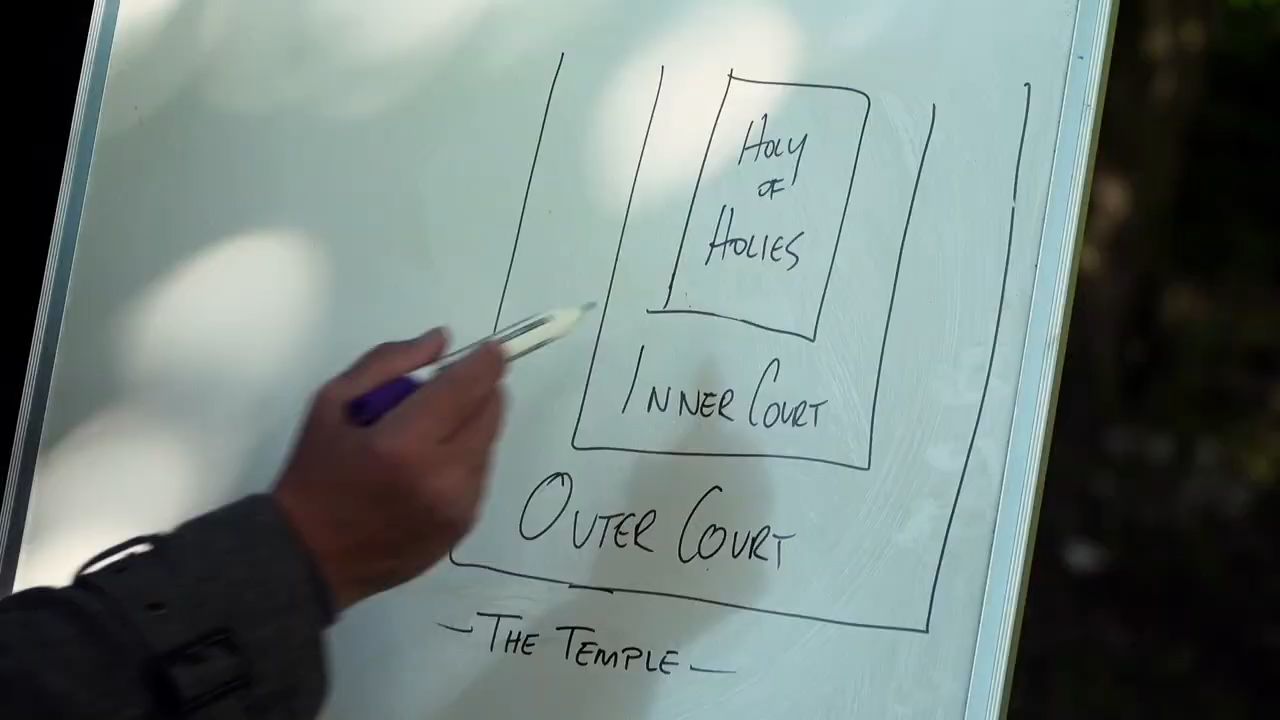 HOLY
OF
HOLIES
INNER COURT
OUTER COURT
- THE TEMPLE -